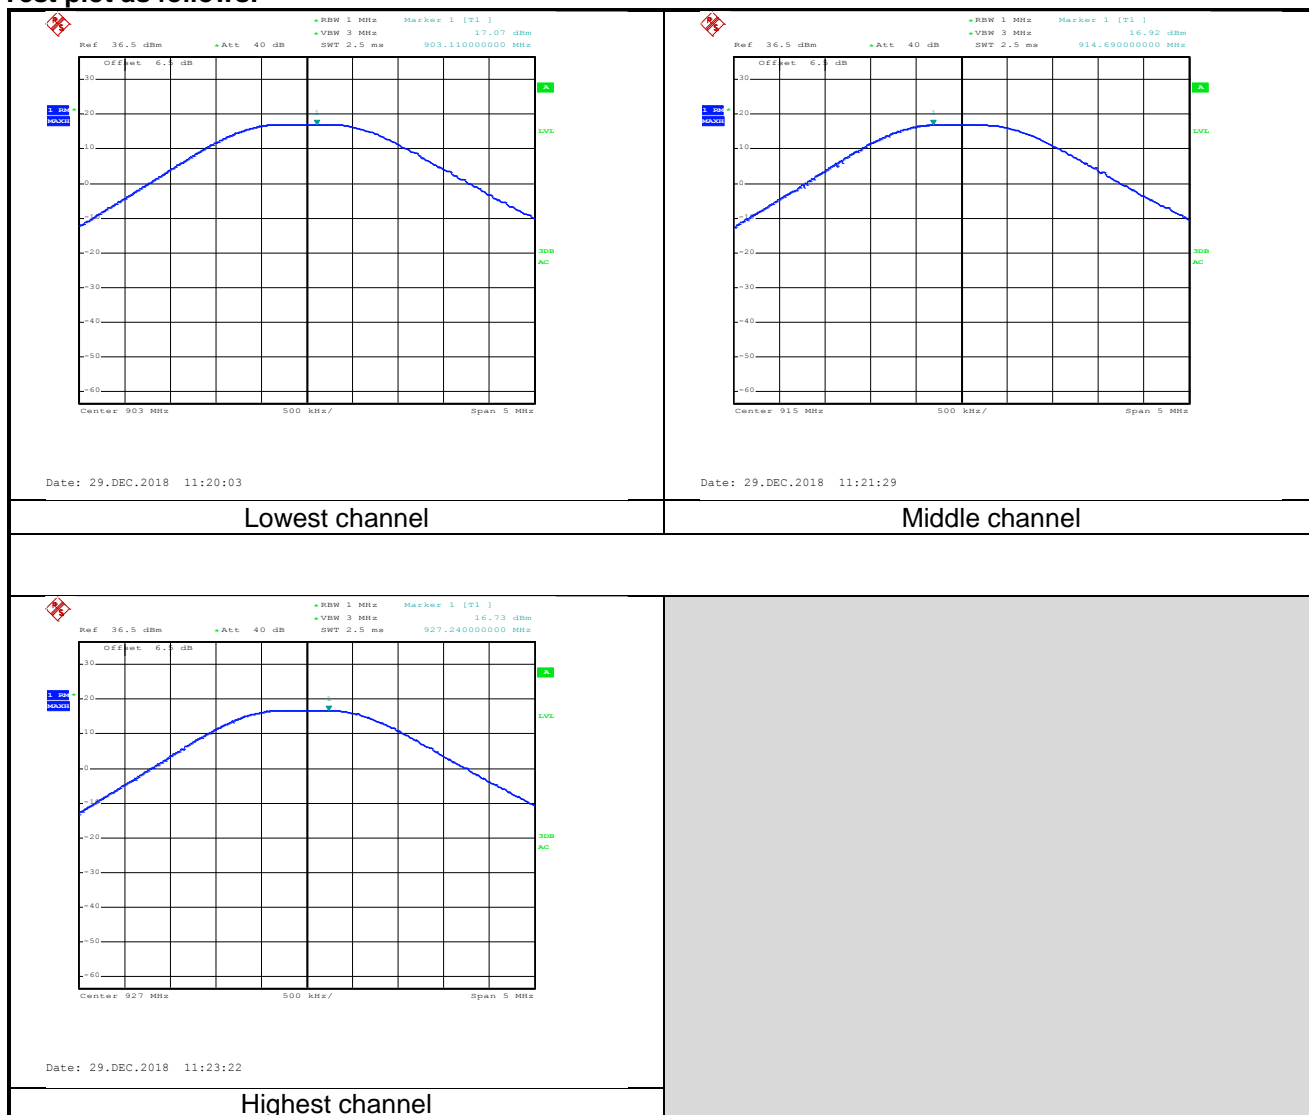 Test plot as follows:
RBW 1 MHz Marker 1 [T1 ]
VBW 3 MHz 17.07 dBm
Ref 36.5 dBm Att 40 dB SWT 2.5 ms 903.110000000 MHz
Offset 6.5 dB
30
A
1 RM
20
MAXH
LVL
10
0
-10
-20
3DB
AC
-30
-40
-50
-60
Center 903 MHz 500 kHz/ Span 5 MHz
Date: 29.DEC.2018 11:20:03
Lowest channel
RBW 1 MHz Marker 1 [T1 ]
VBW 3 MHz 16.92 dBm
Ref 36.5 dBm Att 40 dB SWT 2.5 ms 914.690000000 MHz
Offset 6.5 dB
30
A
1 RM
20
MAXH
LVL
10
0
-10
-20
3DB
AC
-30
-40
-50
-60
Center 915 MHz 500 kHz/ Span 5 MHz
Date: 29.DEC.2018 11:21:29
Middle channel
RBW 1 MHz Marker 1 [T1 ]
VBW 3 MHz 16.73 dBm
Ref 36.5 dBm Att 40 dB SWT 2.5 ms 927.240000000 MHz
Offset 6.5 dB
30
A
1 RM
20
MAXH
LVL
10
0
-10
-20
3DB
AC
-30
-40
-50
-60
Center 927 MHz 500 kHz/ Span 5 MHz
Date: 29.DEC.2018 11:23:22
Highest channel